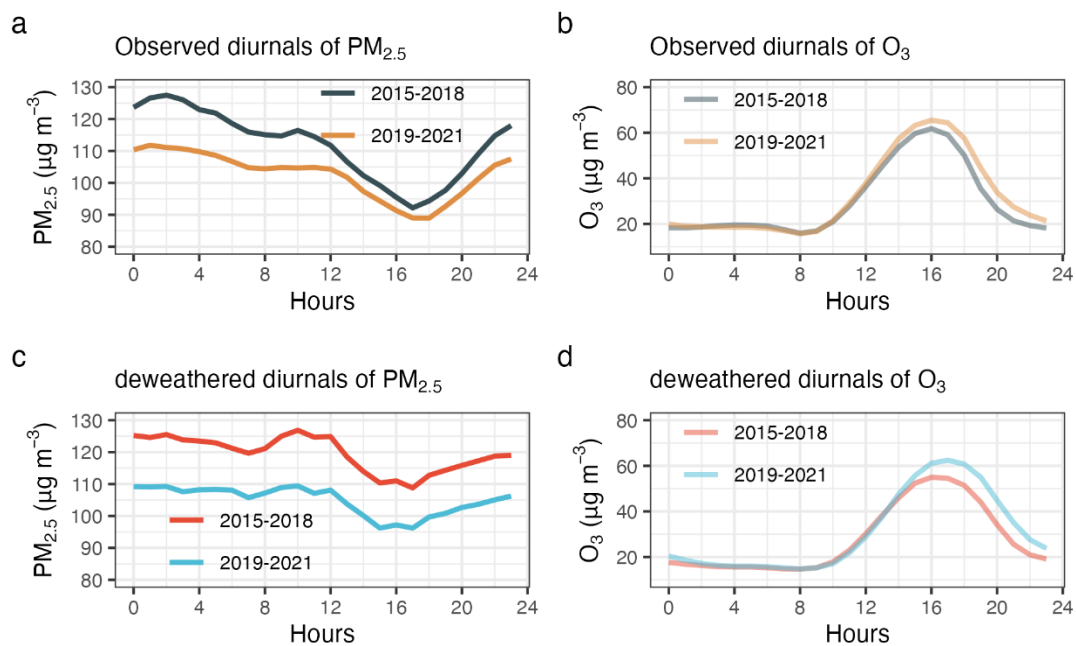 a
Observed diurnals of PM₂.₅
PM₂.₅ (µg m⁻³)
130
120
110
100
90
80
2015-2018
2019-2021
0 4 8 12 16 20 24
Hours
b
Observed diurnals of O₃
O₃ (µg m⁻³)
80
60
40
20
2015-2018
2019-2021
0 4 8 12 16 20 24
Hours
c
deweathered diurnals of PM₂.₅
PM₂.₅ (µg m⁻³)
130
120
110
100
90
80
2015-2018
2019-2021
0 4 8 12 16 20 24
Hours
d
deweathered diurnals of O₃
O₃ (µg m⁻³)
80
60
40
20
2015-2018
2019-2021
0 4 8 12 16 20 24
Hours